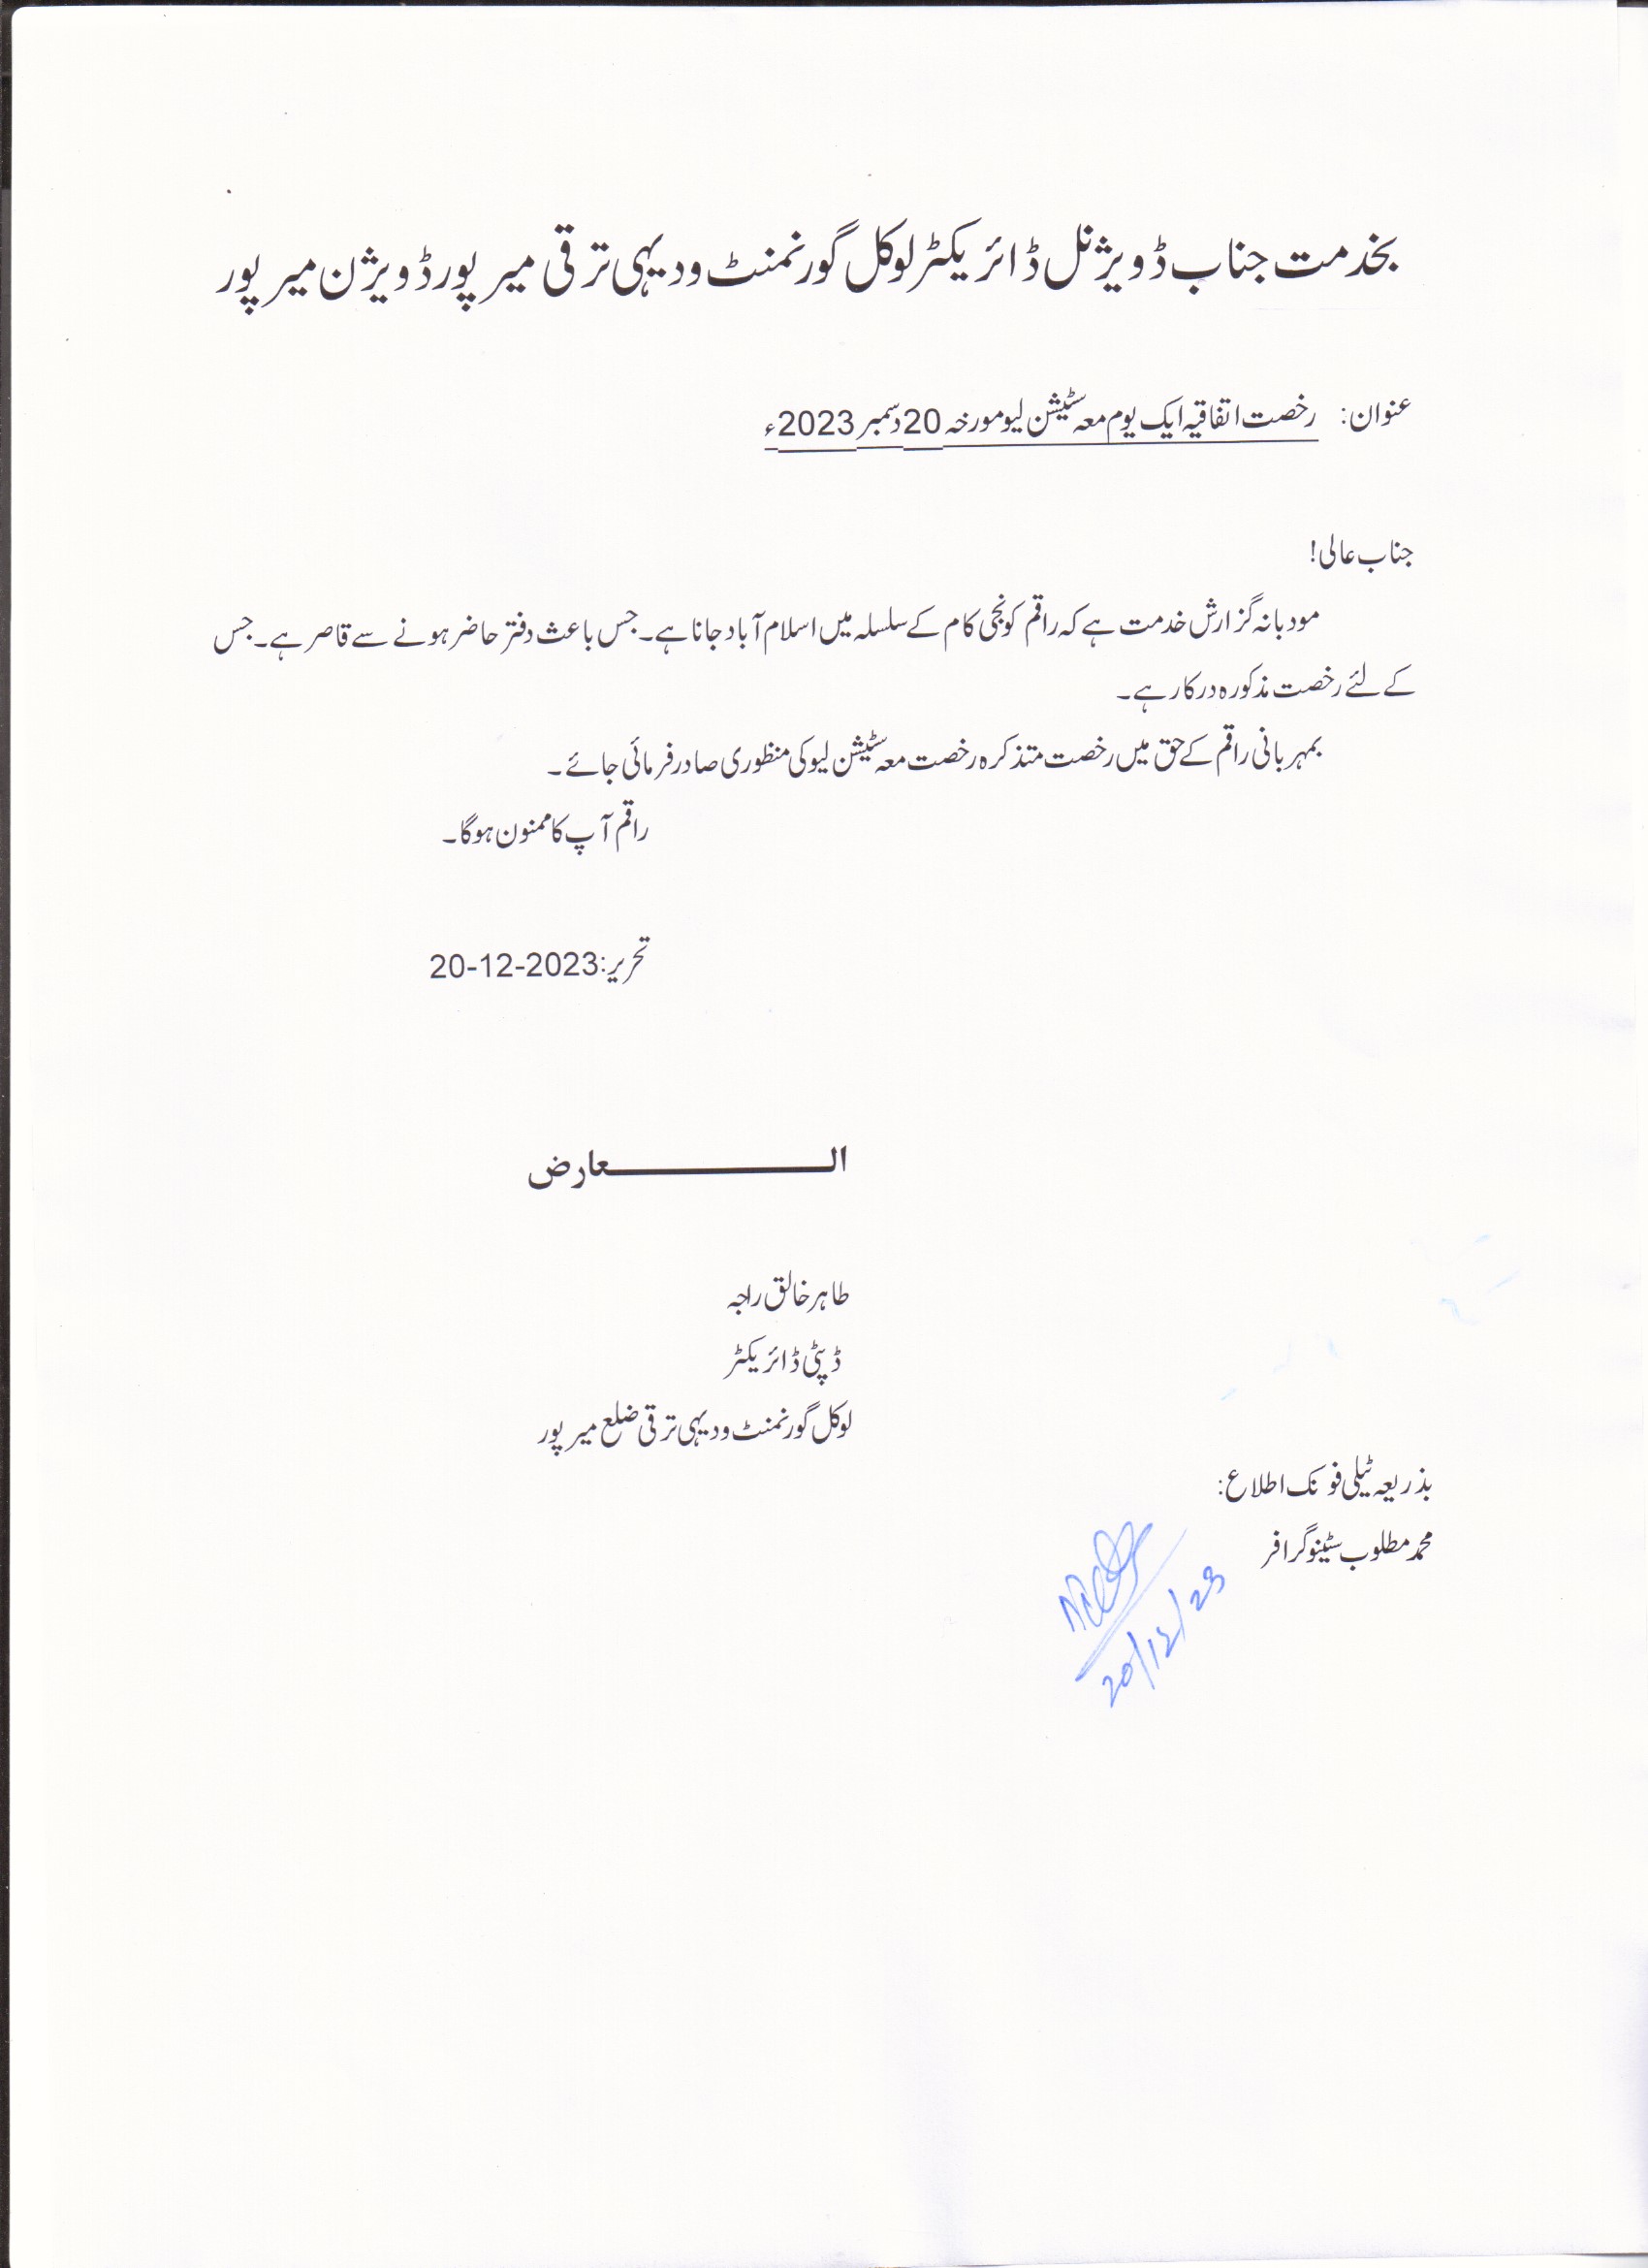 بخدمت جناب ڈویژنل ڈائریکٹر لوکل گورنمنٹ و دیہی ترقی میرپور ڈویژن میرپور
عنوان: رخصت اتفاقیہ ایک یوم معہ سٹیشن لیو مورخہ 20 دسمبر 2023ء
جناب عالی!
مودبانہ گزارش خدمت ہے کہ راقم کو نجی کام کے سلسلہ میں اسلام آباد جانا ہے۔ جس باعث دفتر حاضر ہونے سے قاصر ہے۔ جس
کے لئے رخصت مذکورہ درکار ہے۔
بمہربانی راقم کے حق میں رخصت متذکرہ رخصت معہ سٹیشن لیو کی منظوری صادر فرمائی جائے۔
راقم آپ کا ممنون ہوگا۔
تحریر: 20-12-2023
العارض
طاہر خالق راجہ
ڈپٹی ڈائریکٹر
لوکل گورنمنٹ و دیہی ترقی ضلع میرپور
بذریعہ ٹیلی فونک اطلاع:
محمد مطلوب سٹینوگرافر
20/12/23